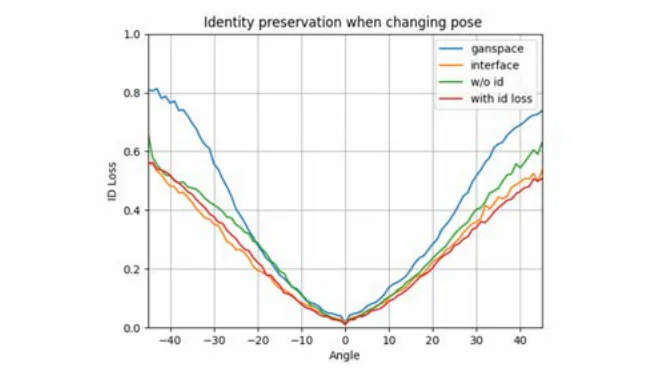 Identity preservation when changing pose
ganspace
interface
w/o id
with id loss
ID Loss
1.0
0.8
0.6
0.4
0.2
0.0
−40 −30 −20 −10 0 10 20 30 40
Angle